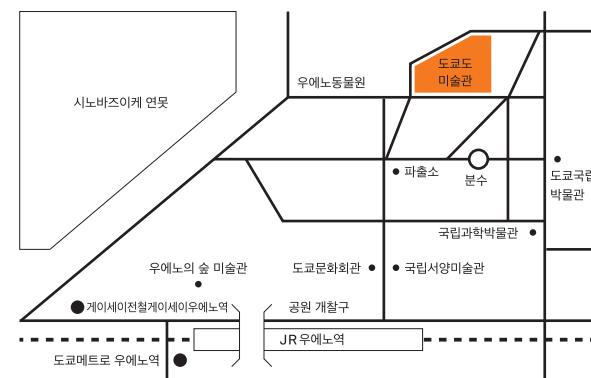 도쿄도
미술관
우에노동물원
시노바즈이케 연못
파출소
분수
도쿄국립
박물관
국립과학박물관
우에노의 숲 미술관
도쿄문화회관
국립서양미술관
게이세이전철게이세이우에노역
공원 개찰구
JR 우에노역
도쿄메트로 우에노역